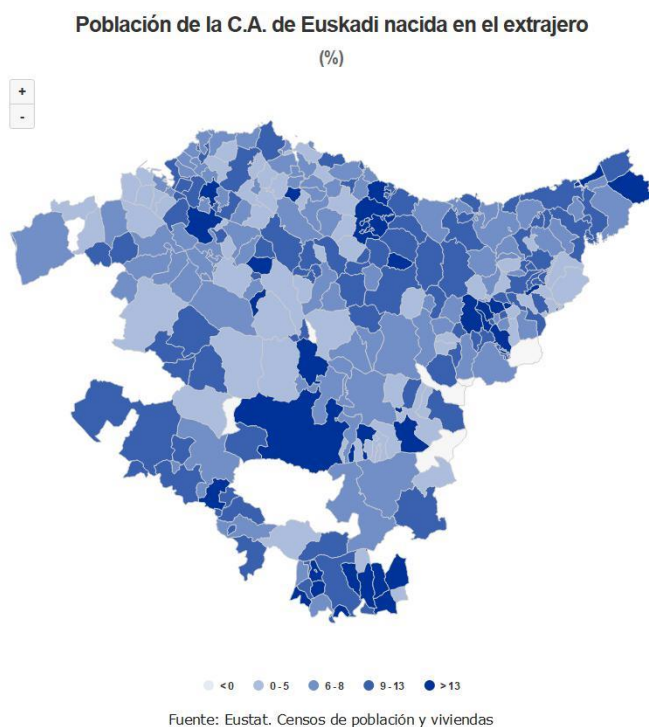 Población de la C.A. de Euskadi nacida en el extrajero
(%)
+
-
< 0
0 - 5
6 - 8
9 - 13
> 13
Fuente: Eustat. Censos de población y viviendas